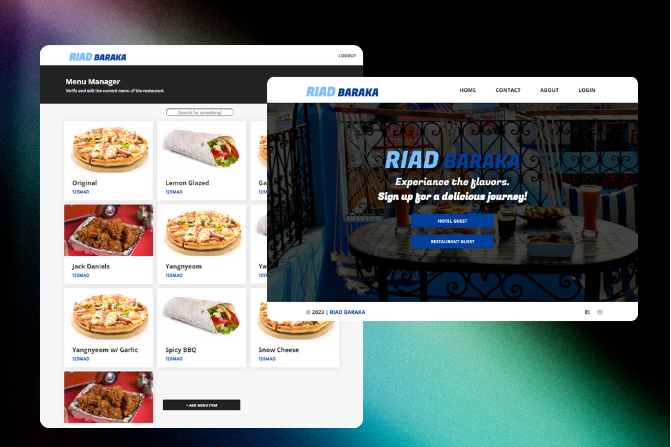 RIAD BARAKA
LOGOUT
Menu Manager
Verify and edit the current menu of the restaurant.
Search for something!
Original
125MAD
Lemon Glazed
125MAD
Ga
Jack Daniels
125MAD
Yangnyeom
125MAD
Ya
Yangnyeom w/ Garlic
125MAD
Spicy BBQ
125MAD
Snow Cheese
125MAD
+ ADD MENU ITEM
RIAD BARAKA
HOME
CONTACT
ABOUT
LOGIN
RIAD BARAKA
Experience the flavors.
Sign up for a delicious journey!
HOTEL GUEST
RESTAURANT GUEST
© 2023 | RIAD BARAKA